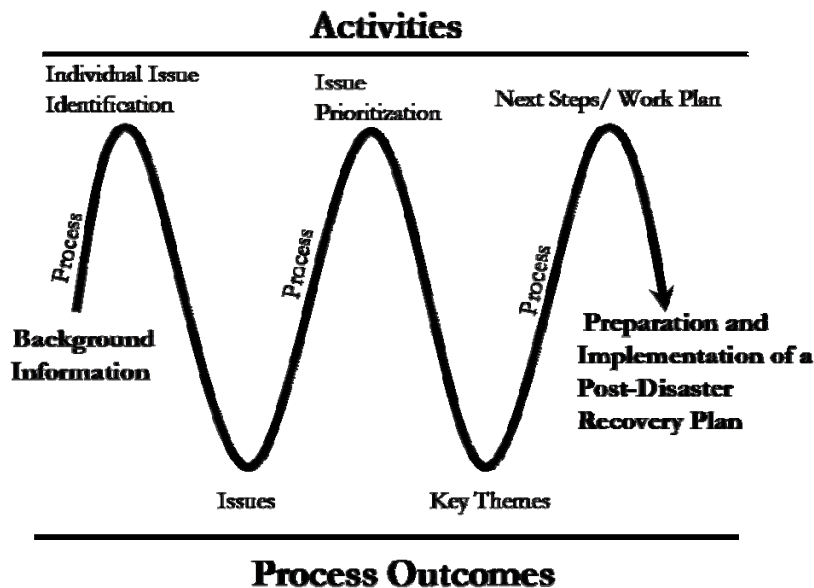 Activities
Individual Issue
Identification
Issue
Prioritization
Next Steps/ Work Plan
Process
Process
Process
Background
Information
Preparation and
Implementation of a
Post-Disaster
Recovery Plan
Issues
Key Themes
Process Outcomes